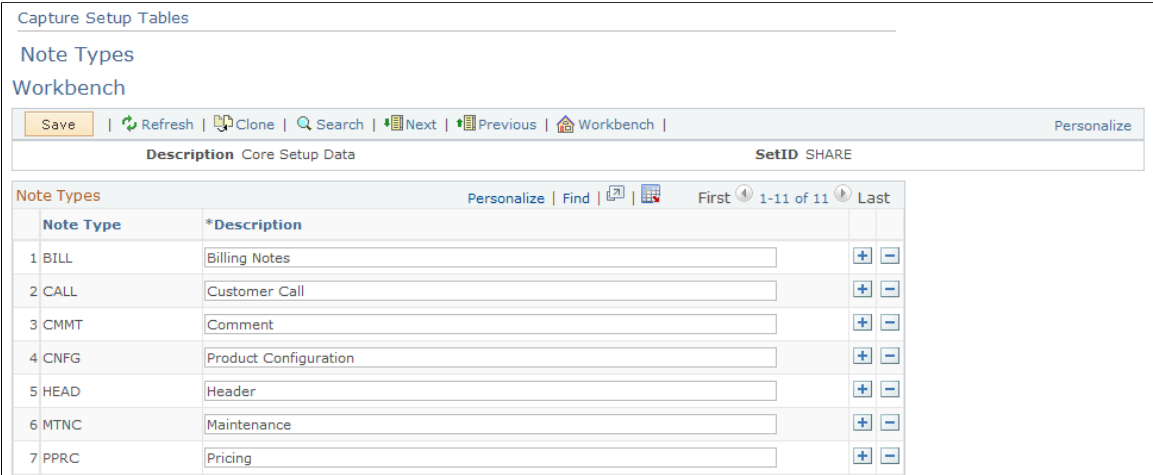 Capture Setup Tables
Note Types
Workbench
Save | Refresh | Clone | Search | Next | Previous | Workbench | Personalize
Description Core Setup Data SetID SHARE
Note Types Personalize | Find | | First 1-11 of 11 Last
Note Type *Description
1 BILL Billing Notes
2 CALL Customer Call
3 CMMT Comment
4 CNFG Product Configuration
5 HEAD Header
6 MTNC Maintenance
7 PPRC Pricing